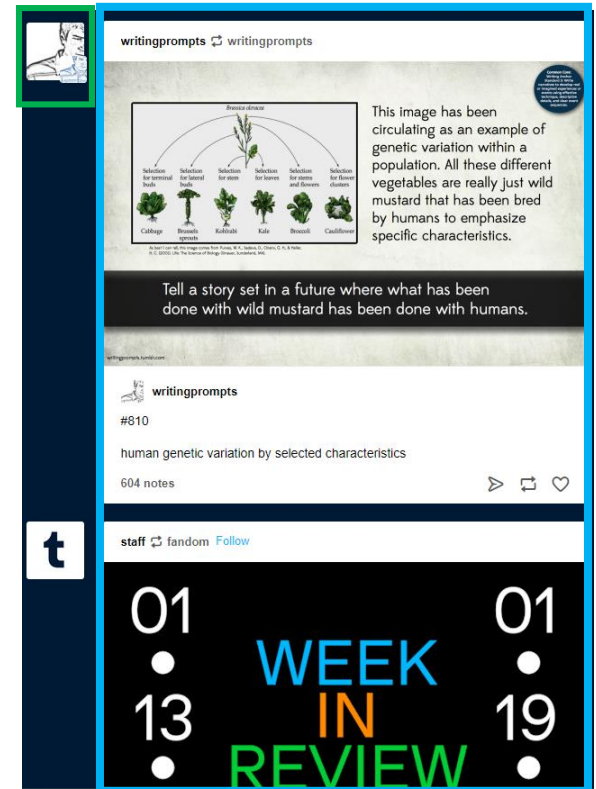 writingprompts writingprompts
Common Core:
Brassica olracea
Selection
for terminal
buds
Selection
for lateral
buds
Selection
for stem
Selection
for leaves
Selection
for stems
and flowers
Selection
for flower
clusters
Cabbage
Brussels
sprouts
Kohlrabi
Kale
Broccoli
Cauliflower
This image has been
circulating as an example of
genetic variation within a
population. All these different
vegetables are really just wild
mustard that has been bred
by humans to emphasize
specific characteristics.
Tell a story set in a future where what has been
done with wild mustard has been done with humans.
writingprompts.tumblr.com
writingprompts
#810
human genetic variation by selected characteristics
604 notes
t
staff fandom Follow
01
13
WEEK
IN
REVIEW
01
19